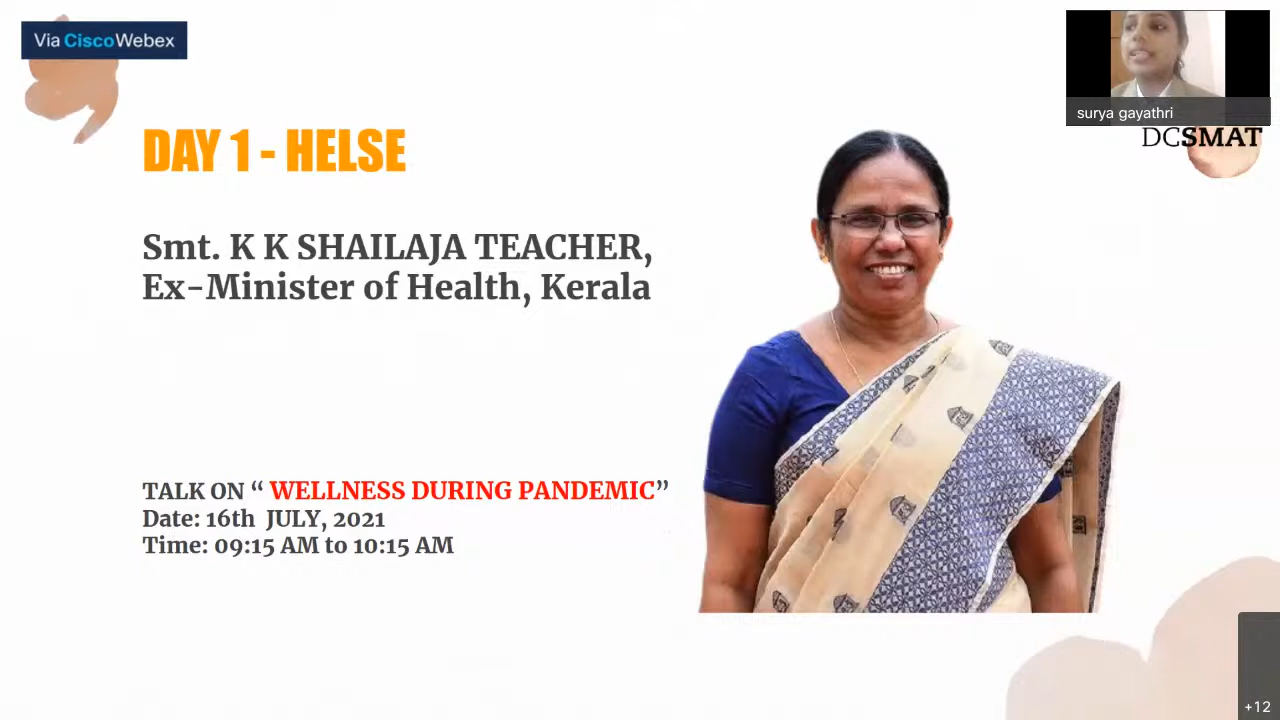 Via CiscoWebex
surya gayathri
DCSMAT
DAY 1 - HELSE
Smt. K K SHAILAJA TEACHER,
Ex-Minister of Health, Kerala
TALK ON “ WELLNESS DURING PANDEMIC”
Date: 16th JULY, 2021
Time: 09:15 AM to 10:15 AM
+12